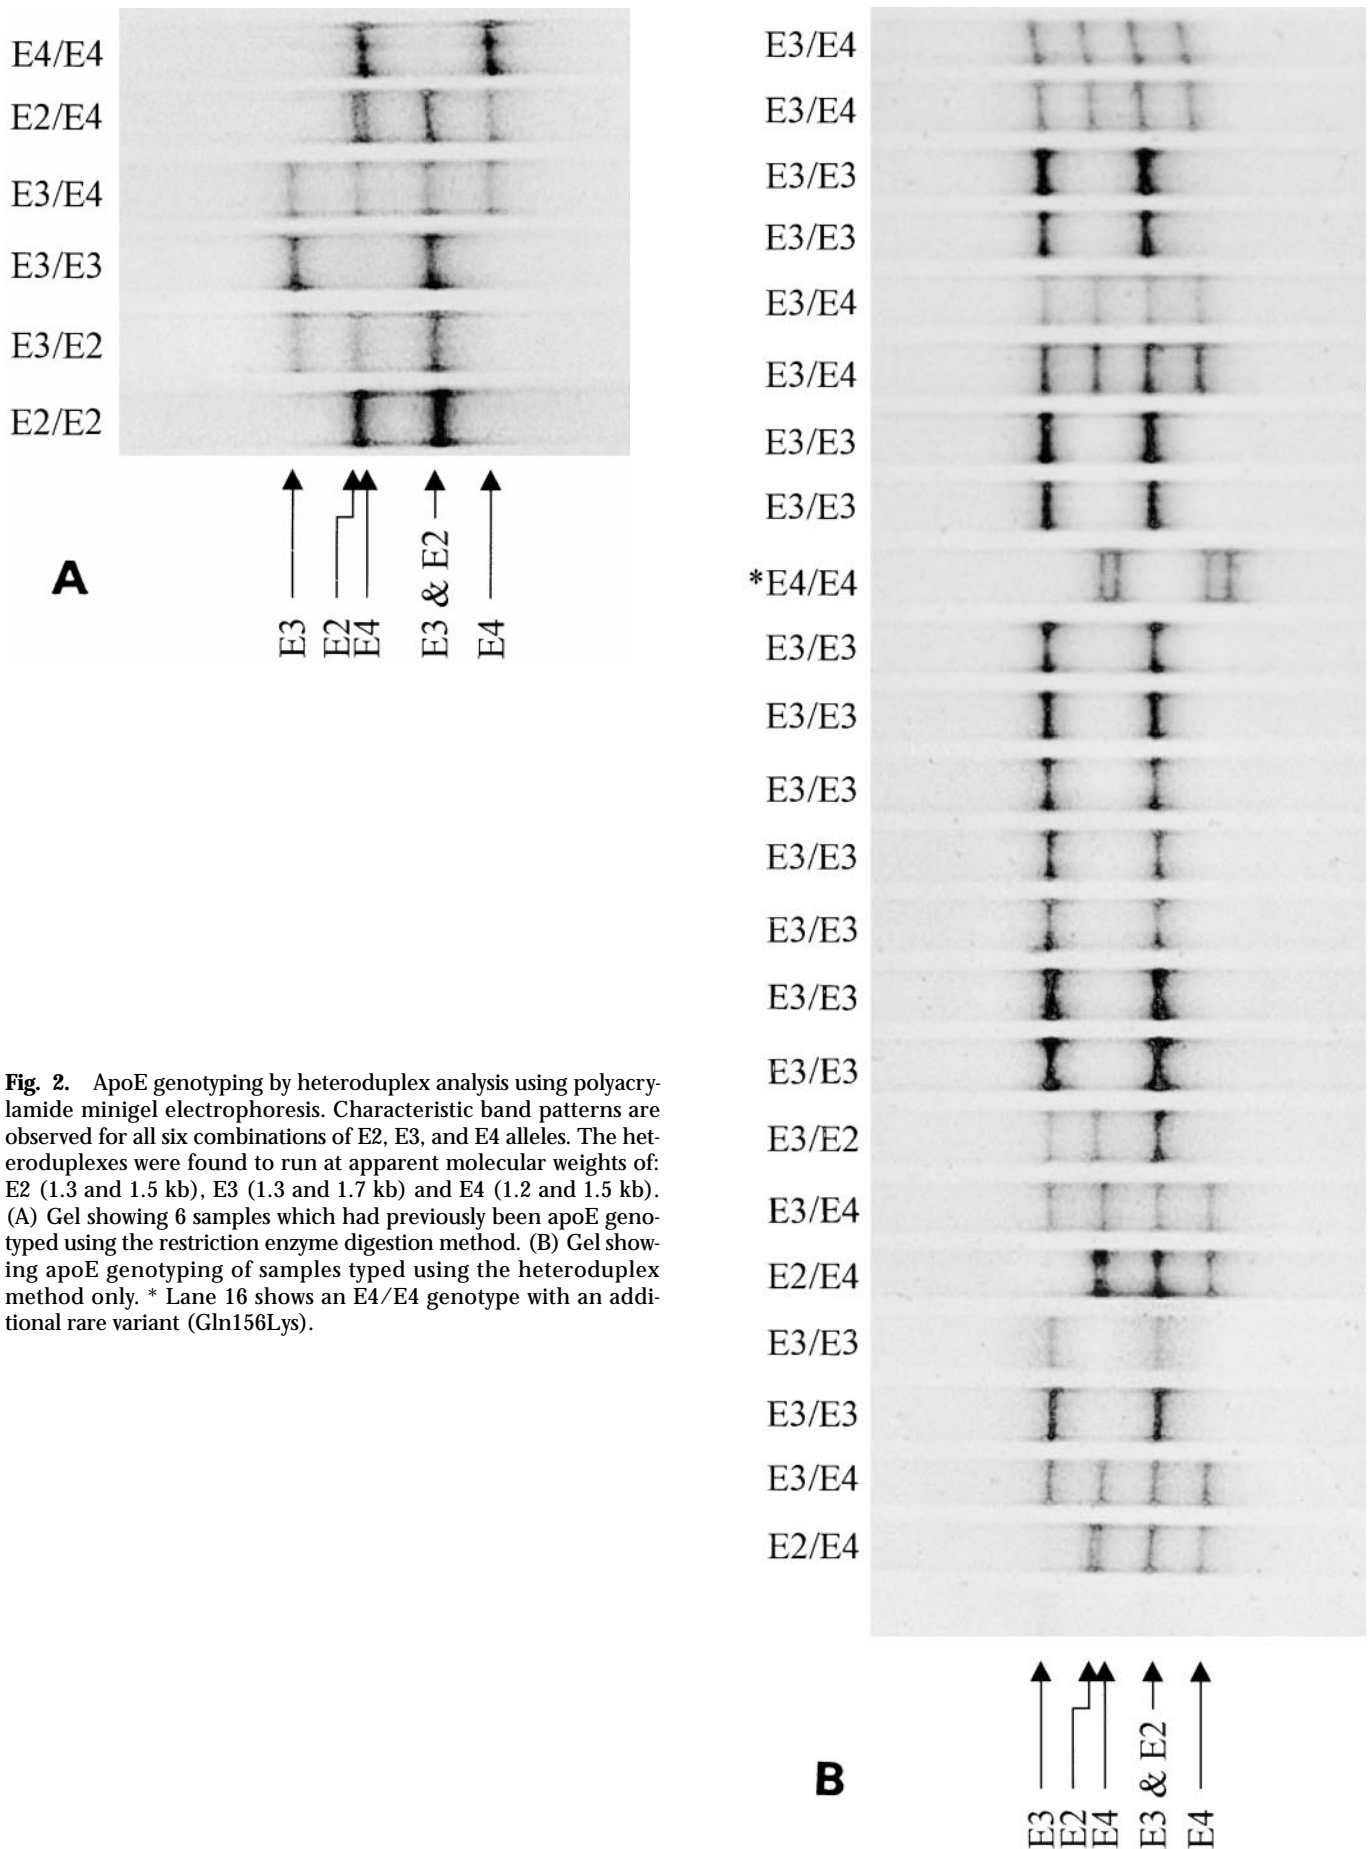 E4/E4
E2/E4
E3/E4
E3/E3
E3/E2
E2/E2
A
E3
E2
E4
E3 & E2
E4
Fig. 2. ApoE genotyping by heteroduplex analysis using polyacry-
lamide minigel electrophoresis. Characteristic band patterns are
observed for all six combinations of E2, E3, and E4 alleles. The het-
eroduplexes were found to run at apparent molecular weights of:
E2 (1.3 and 1.5 kb), E3 (1.3 and 1.7 kb) and E4 (1.2 and 1.5 kb).
(A) Gel showing 6 samples which had previously been apoE geno-
typed using the restriction enzyme digestion method. (B) Gel show-
ing apoE genotyping of samples typed using the heteroduplex
method only. * Lane 16 shows an E4/E4 genotype with an addi-
tional rare variant (Gln156Lys).
E3/E4
E3/E4
E3/E3
E3/E3
E3/E4
E3/E4
E3/E3
E3/E3
*E4/E4
E3/E3
E3/E3
E3/E3
E3/E3
E3/E3
E3/E3
E3/E3
E3/E2
E3/E4
E2/E4
E3/E3
E3/E3
E3/E4
E2/E4
B
E3
E2
E4
E3 & E2
E4